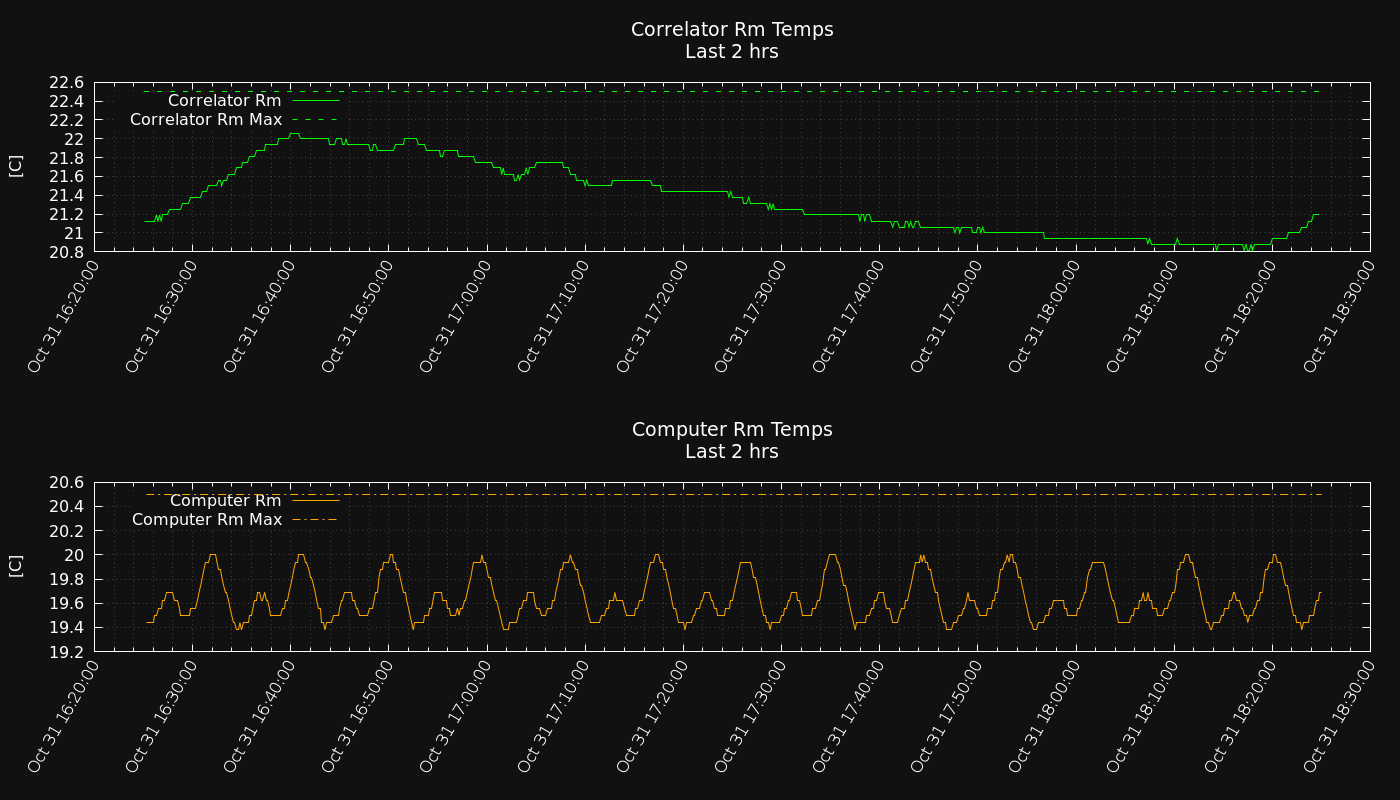 Correlator Rm Temps
Last 2 hrs
22.6
22.4
22.2
22
21.8
21.6
21.4
21.2
21
20.8
[C]
Correlator Rm
Correlator Rm Max
Oct 31 16:20:00
Oct 31 16:30:00
Oct 31 16:40:00
Oct 31 16:50:00
Oct 31 17:00:00
Oct 31 17:10:00
Oct 31 17:20:00
Oct 31 17:30:00
Oct 31 17:40:00
Oct 31 17:50:00
Oct 31 18:00:00
Oct 31 18:10:00
Oct 31 18:20:00
Oct 31 18:30:00
Computer Rm Temps
Last 2 hrs
20.6
20.4
20.2
20
19.8
19.6
19.4
19.2
[C]
Computer Rm
Computer Rm Max
Oct 31 16:20:00
Oct 31 16:30:00
Oct 31 16:40:00
Oct 31 16:50:00
Oct 31 17:00:00
Oct 31 17:10:00
Oct 31 17:20:00
Oct 31 17:30:00
Oct 31 17:40:00
Oct 31 17:50:00
Oct 31 18:00:00
Oct 31 18:10:00
Oct 31 18:20:00
Oct 31 18:30:00